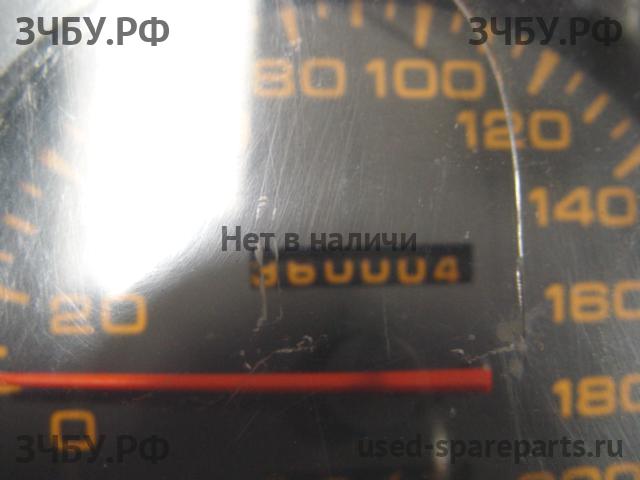 ЗЧБУ.РФ
ЗЧБУ.РФ
80 100
120
140
Нет в наличи
360004
20
160
180
0
ЗЧБУ.РФ
used-spareparts.ru